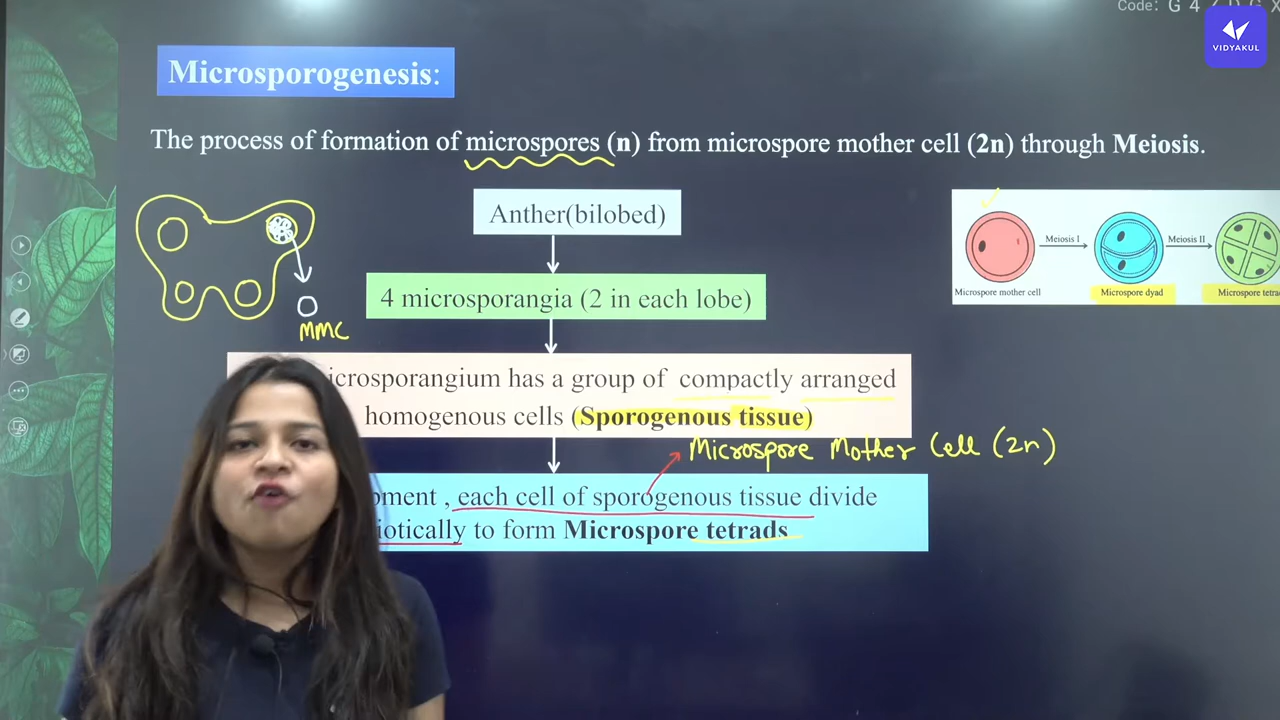 Code: G 4
VIDYAKUL
Microsporogenesis:
The process of formation of microspores (n) from microspore mother cell (2n) through Meiosis.
Anther(bilobed)
4 microsporangia (2 in each lobe)
MMC
Meiosis I
Meiosis II
Microspore mother cell
Microspore dyad
Microspore tetra
icrosporangium has a group of compactly arranged
homogenous cells (Sporogenous tissue)
Microspore Mother Cell (2n)
pment , each cell of sporogenous tissue divide
iotically to form Microspore tetrads